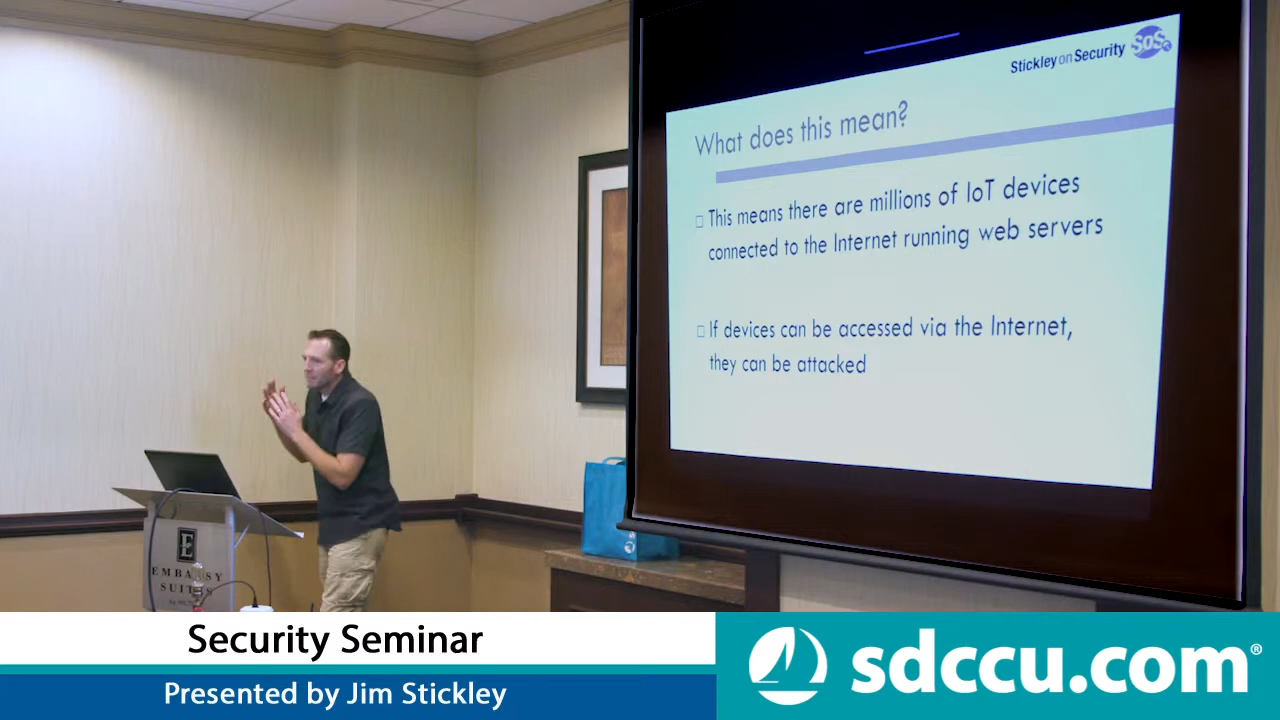 Stickley on Security SoS
What does this mean?
This means there are millions of IoT devices
connected to the Internet running web servers
If devices can be accessed via the Internet,
they can be attacked
E
EMBASSY
SUITES
Security Seminar
Presented by Jim Stickley
sdccu.com®